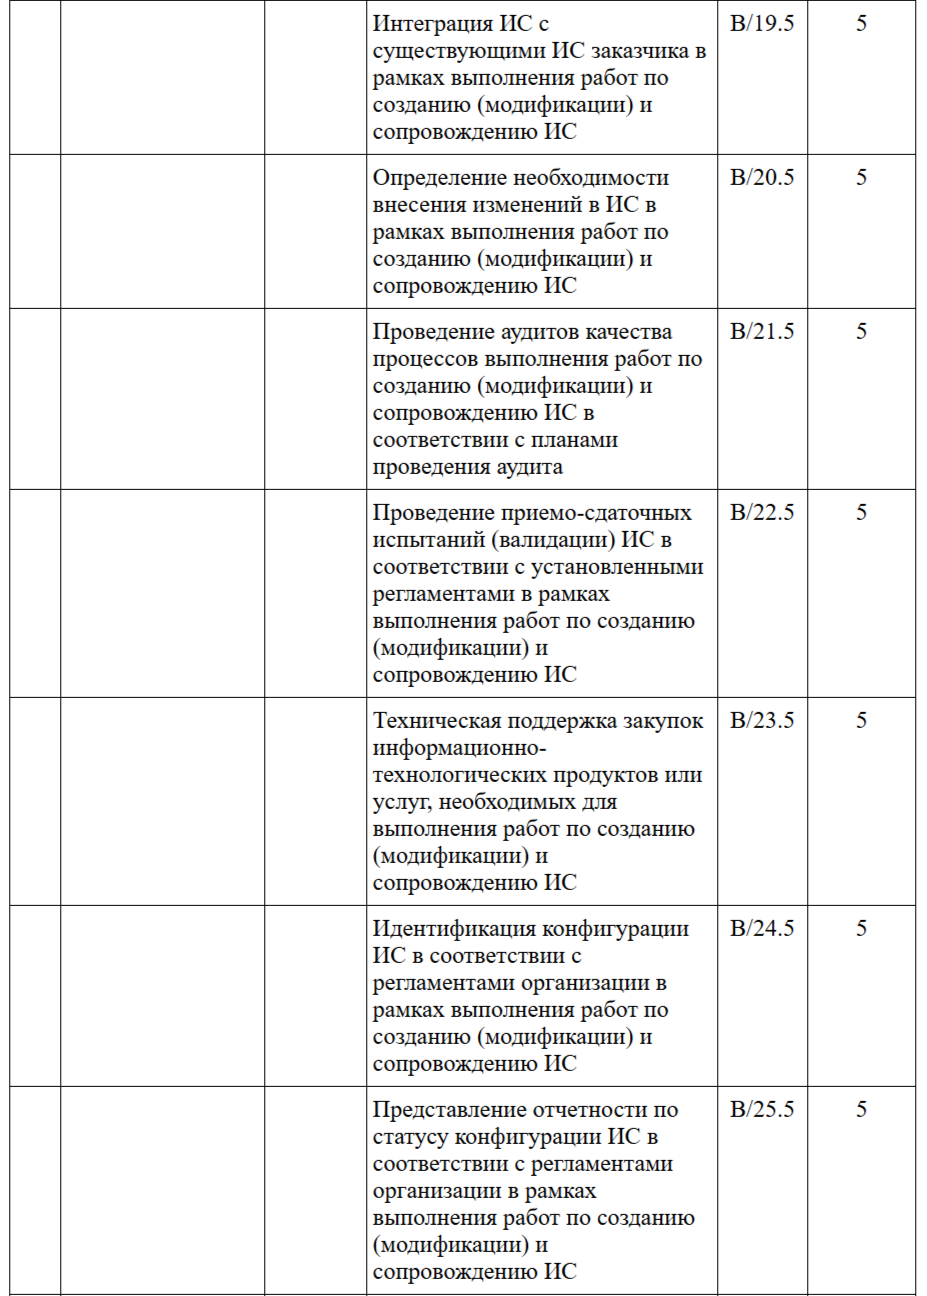 Интеграция ИС с B/19.5 5
существующими ИС заказчика в
рамках выполнения работ по
созданию (модификации) и
сопровождению ИС
Определение необходимости B/20.5 5
внесения изменений в ИС в
рамках выполнения работ по
созданию (модификации) и
сопровождению ИС
Проведение аудитов качества B/21.5 5
процессов выполнения работ по
созданию (модификации) и
сопровождению ИС в
соответствии с планами
проведения аудита
Проведение приемо-сдаточных B/22.5 5
испытаний (валидации) ИС в
соответствии с установленными
регламентами в рамках
выполнения работ по созданию
(модификации) и
сопровождению ИС
Техническая поддержка закупок B/23.5 5
информационно-
технологических продуктов или
услуг, необходимых для
выполнения работ по созданию
(модификации) и
сопровождению ИС
Идентификация конфигурации B/24.5 5
ИС в соответствии с
регламентами организации в
рамках выполнения работ по
созданию (модификации) и
сопровождению ИС
Представление отчетности по B/25.5 5
статусу конфигурации ИС в
соответствии с регламентами
организации в рамках
выполнения работ по созданию
(модификации) и
сопровождению ИС